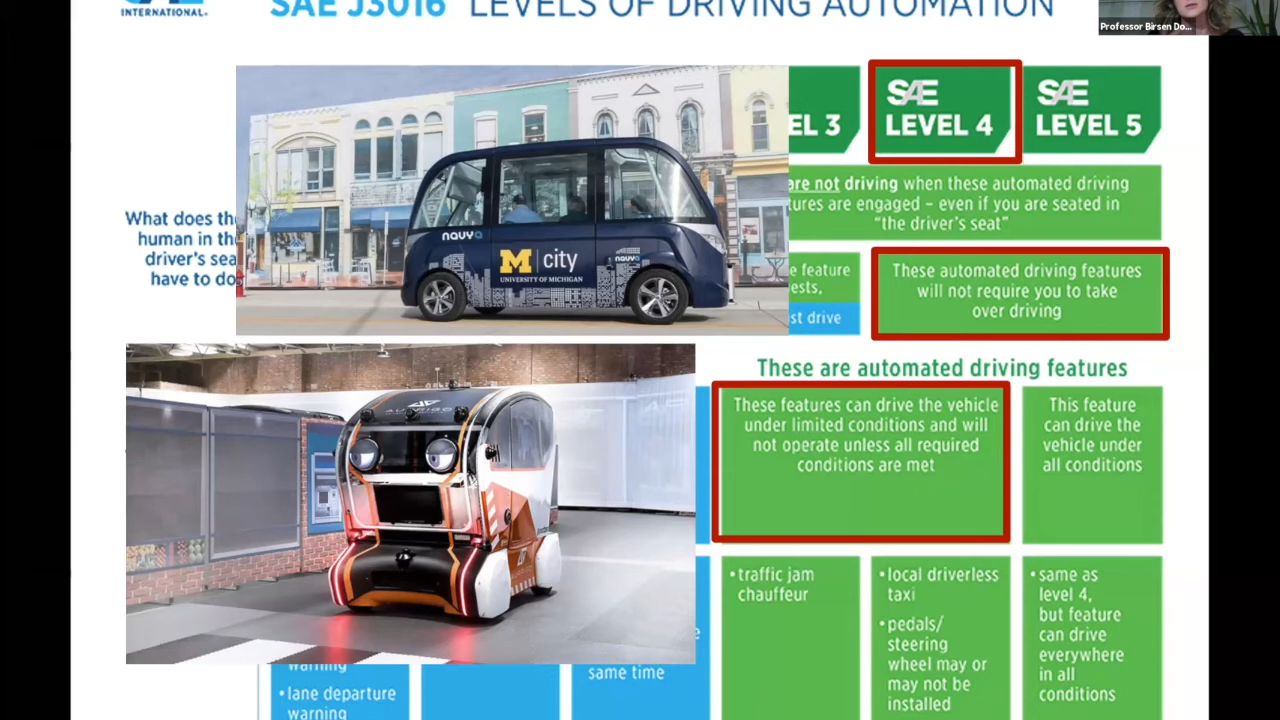 INTERNATIONAL®
SAE J3016™ LEVELS OF DRIVING AUTOMATION
Professor Birsen Do...
EL 3
SAE
LEVEL 4
SAE
LEVEL 5
are not driving when these automated driving
tures are engaged – even if you are seated in
"the driver's seat"
What does the
human in the
driver's sea
have to do
navya
M | city
UNIVERSITY OF MICHIGAN
navya
e feature
ests,
st drive
These automated driving features
will not require you to take
over driving
These are automated driving features
These features can drive the vehicle
under limited conditions and will
not operate unless all required
conditions are met
This feature
can drive the
vehicle under
all conditions
AURRIGO
•traffic jam
chauffeur
•local driverless
taxi
•pedals/
steering
wheel may or
may not be
installed
•same as
level 4,
but feature
can drive
everywhere
in all
conditions
e
same time
warning
•lane departure
warning